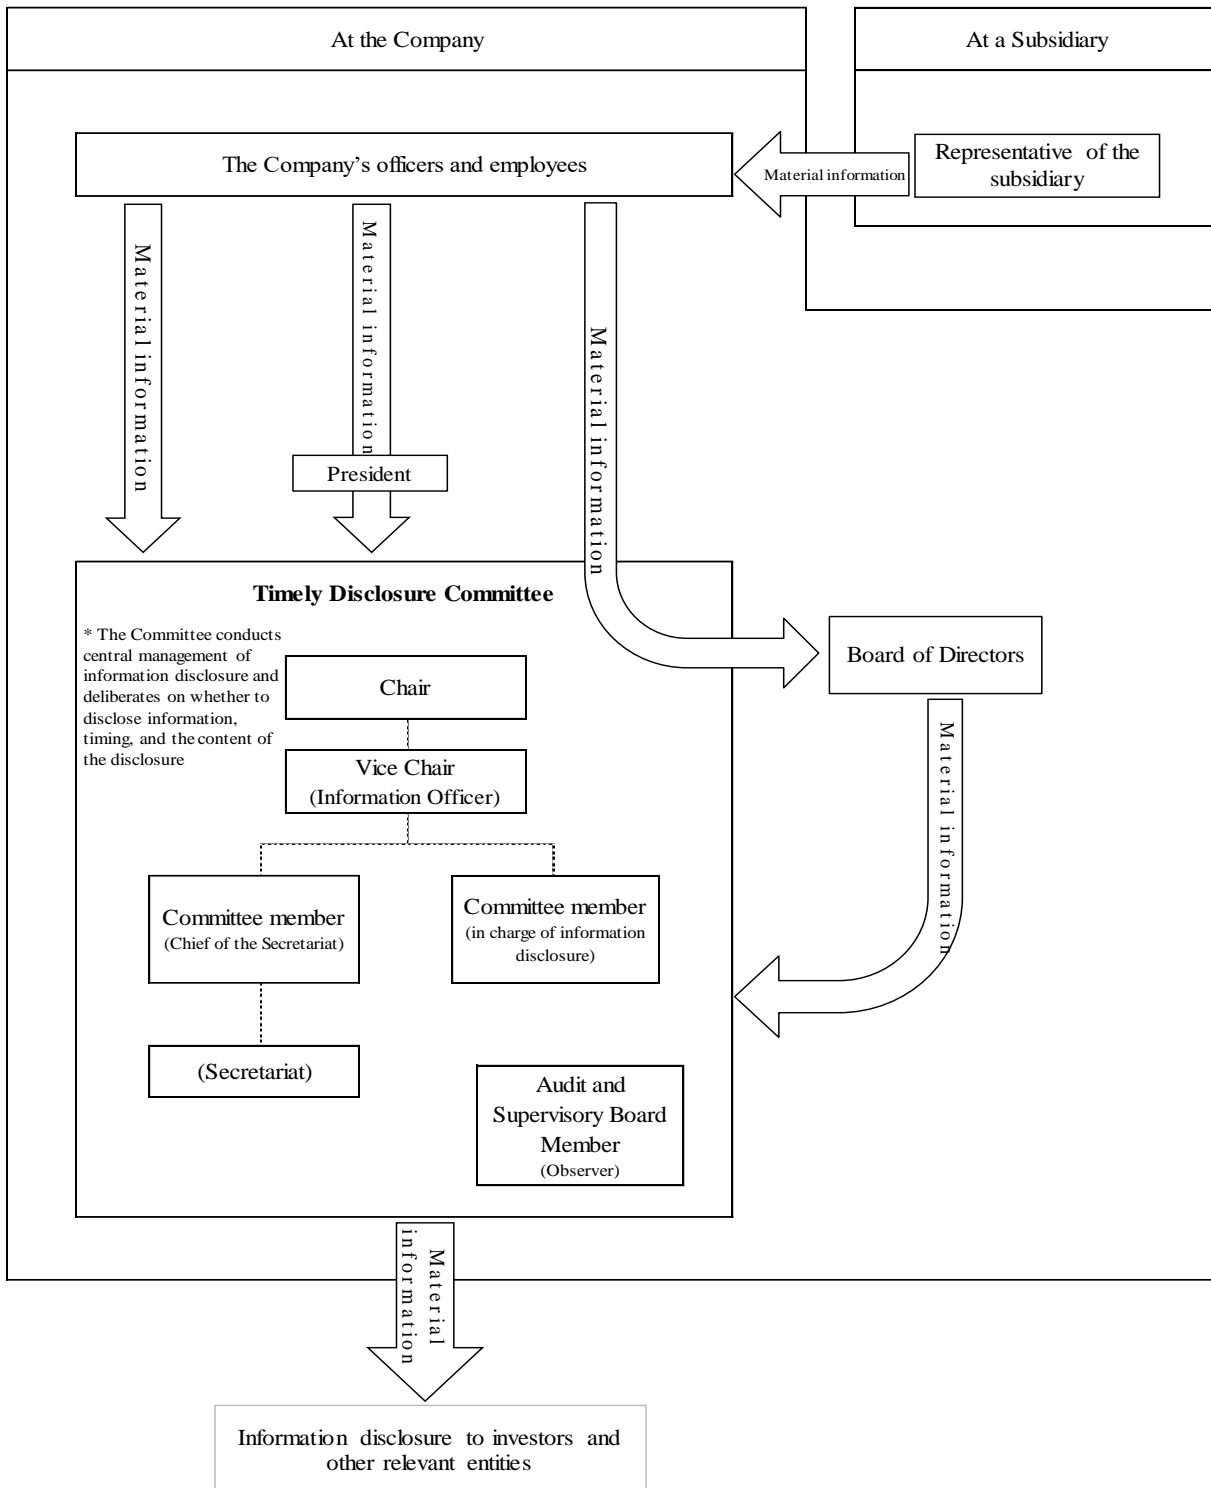 At the Company
At a Subsidiary
The Company’s officers and employees
Material information
Representative of the
subsidiary
Material information
Material information
Material information
President
Timely Disclosure Committee
* The Committee conducts
central management of
information disclosure and
deliberates on whether to
disclose information,
timing, and the content of
the disclosure
Chair
Vice Chair
(Information Officer)
Board of Directors
Material information
Committee member
(Chief of the Secretariat)
Committee member
(in charge of information
disclosure)
(Secretariat)
Audit and
Supervisory Board
Member
(Observer)
Material
information
Information disclosure to investors and
other relevant entities